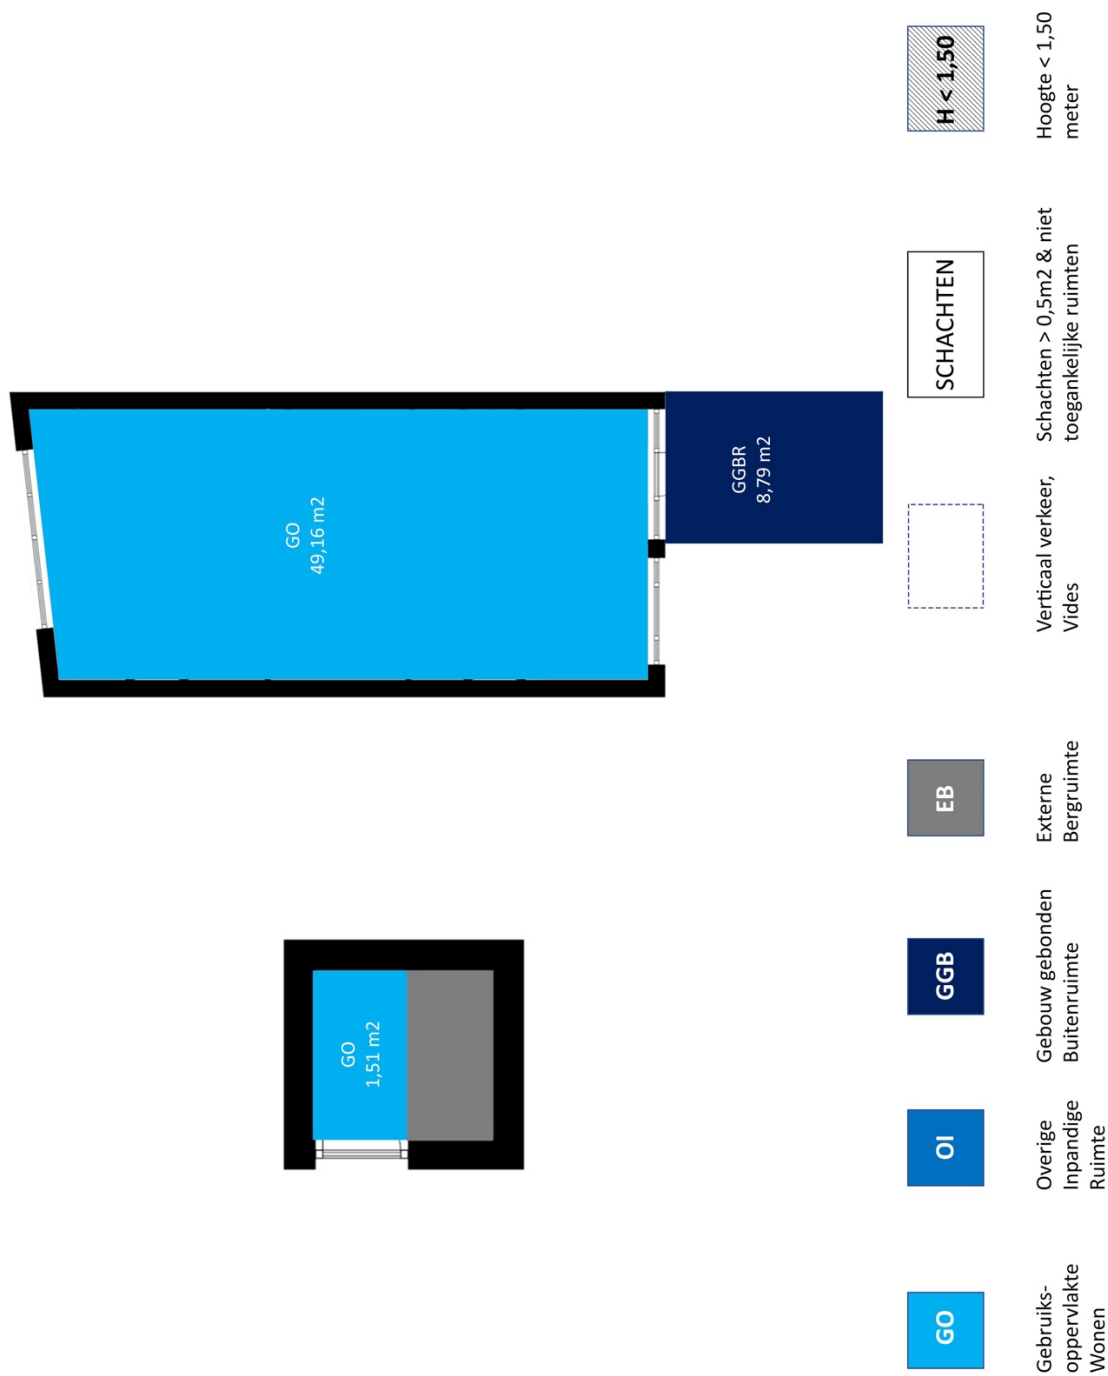 GO
49,16 m2
GGBR
8,79 m2
GO
1,51 m2
GO
Gebruiks-
oppervlakte
Wonen
OI
Overige
Inpandige
Ruimte
GGB
Gebouw gebonden
Buitenruimte
EB
Externe
Bergruimte
Verticaal verkeer,
Vides
SCHACHTEN
Schachten > 0,5m2 & niet
toegankelijke ruimten
H < 1,50
Hoogte < 1,50
meter